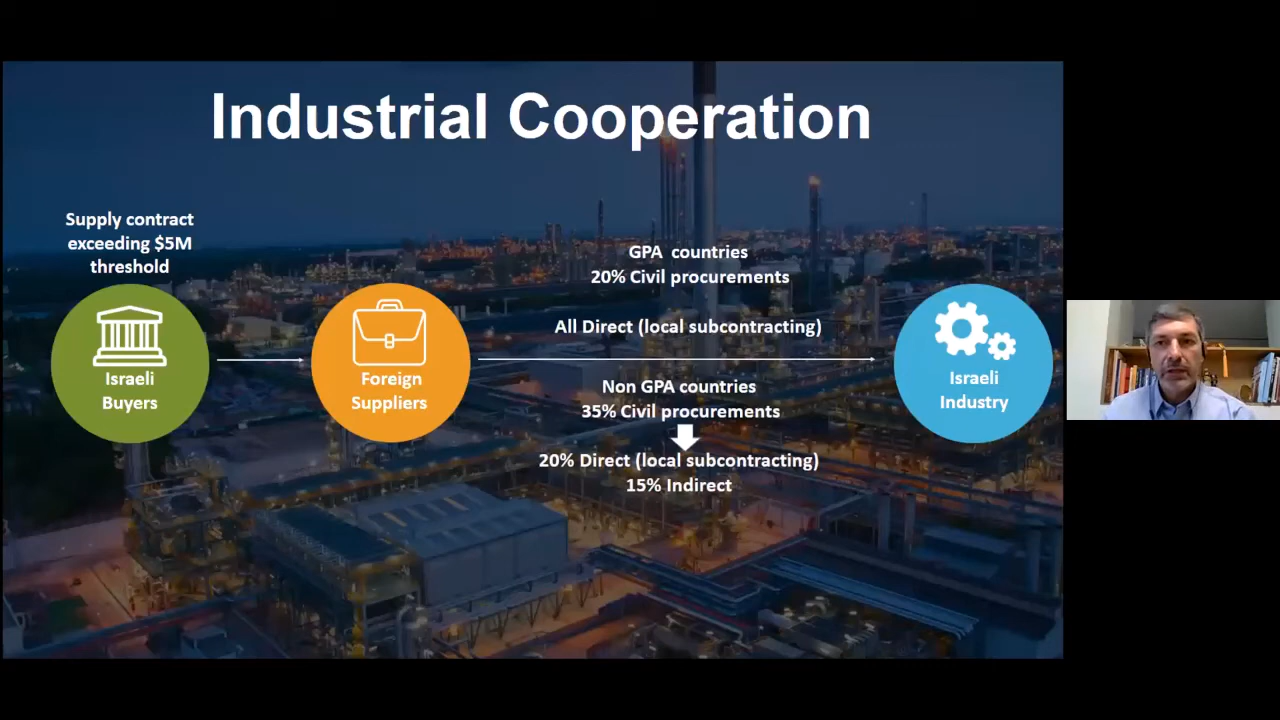 Industrial Cooperation
Supply contract
exceeding $5M
threshold
Israeli
Buyers
Foreign
Suppliers
GPA countries
20% Civil procurements
All Direct (local subcontracting)
Non GPA countries
35% Civil procurements
20% Direct (local subcontracting)
15% Indirect
Israeli
Industry